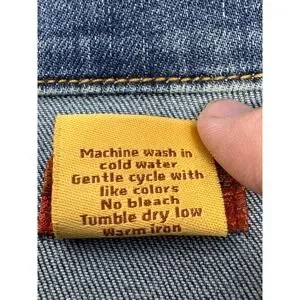 Machine wash in
cold water
Gentle cycle with
like colors
No bleach
Tumble dry low
Warm iron